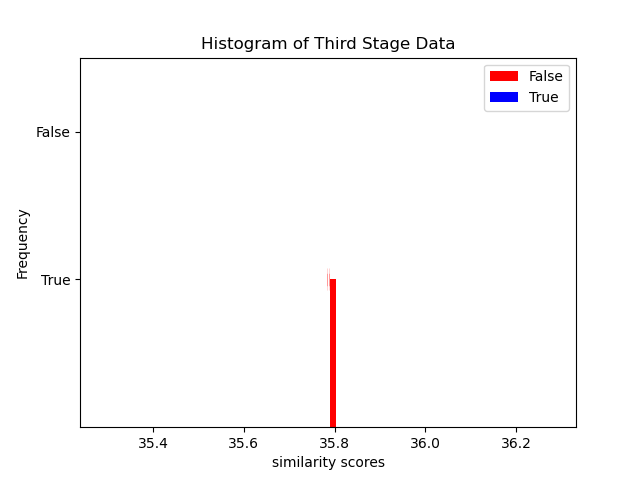 Histogram of Third Stage Data
False
True
False
True
Frequency
35.4 35.6 35.8 36.0 36.2
similarity scores